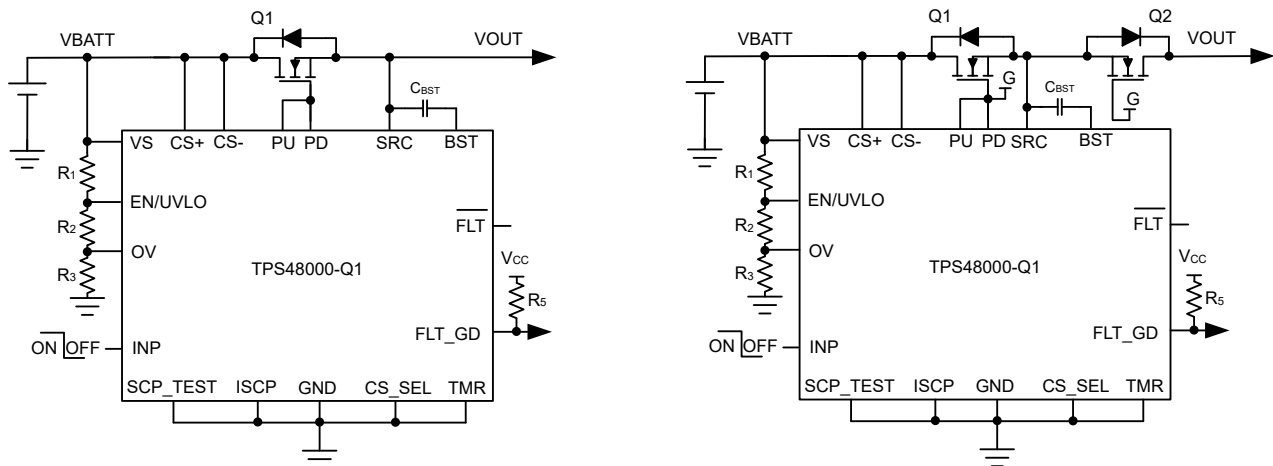 Q1
VBATT
VOUT
CBST
VS
CS+
CS-
PU
PD
SRC
BST
R1
EN/UVLO
R2
FLT
OV
R3
TPS48000-Q1
VCC
R5
FLT_GD
ON
OFF
INP
SCP_TEST
ISCP
GND
CS_SEL
TMR
Q1
Q2
VBATT
VOUT
G
CBST
G
VS
CS+
CS-
PU
PD
SRC
BST
R1
EN/UVLO
R2
FLT
OV
R3
TPS48000-Q1
VCC
R5
FLT_GD
ON
OFF
INP
SCP_TEST
ISCP
GND
CS_SEL
TMR